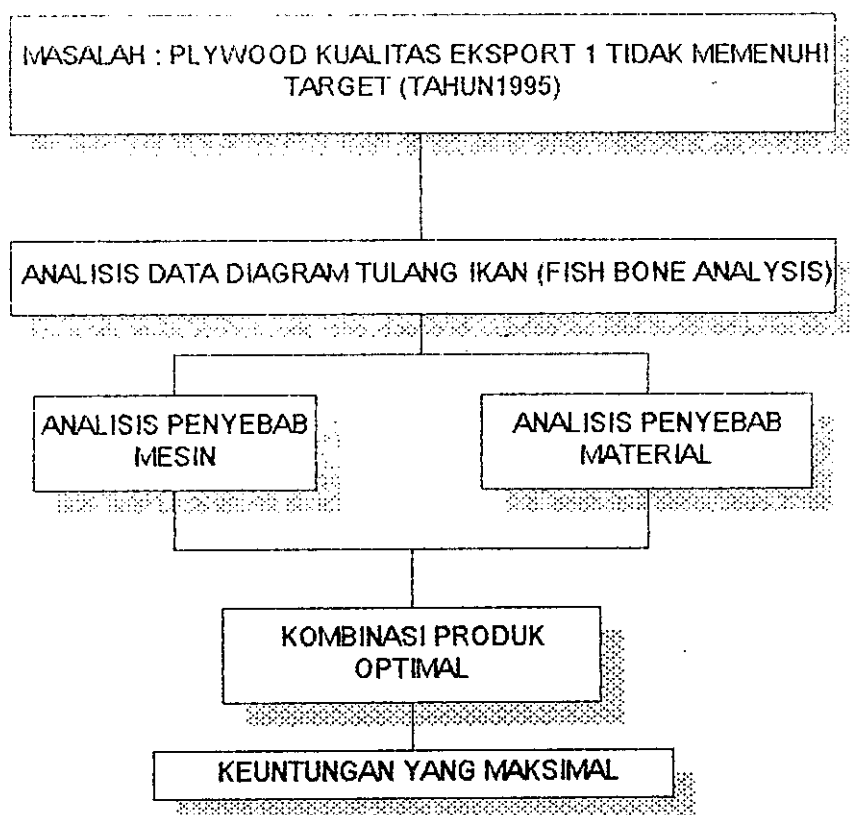 MASALAH : PLYWOOD KUALITAS EKSPORT 1 TIDAK MEMENUHI
TARGET (TAHUN1995)
ANALISIS DATA DIAGRAM TULANG IKAN (FISH BONE ANALYSIS)
ANALISIS PENYEBAB
MESIN
ANALISIS PENYEBAB
MATERIAL
KOMBINASI PRODUK
OPTIMAL
KEUNTUNGAN YANG MAKSIMAL